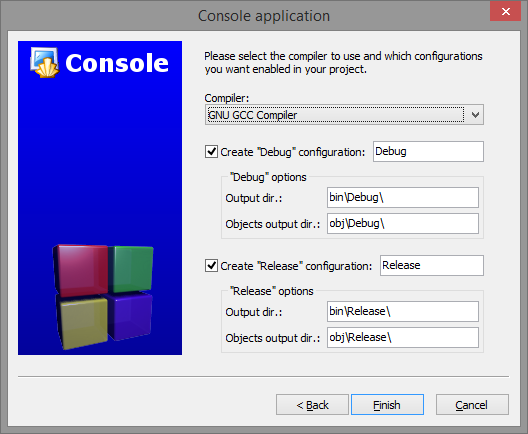 Console application
Console
Please select the compiler to use and which configurations
you want enabled in your project.
Compiler:
GNU GCC Compiler
Create "Debug" configuration: Debug
"Debug" options
Output dir.: bin\Debug\
Objects output dir.: obj\Debug\
Create "Release" configuration: Release
"Release" options
Output dir.: bin\Release\
Objects output dir.: obj\Release\
< Back Finish Cancel